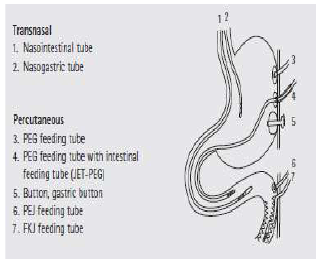 Transnasal
1. Nasointestinal tube
2. Nasogastric tube
Percutaneous
3. PEG feeding tube
4. PEG feeding tube with intestinal
feeding tube (JET-PEG)
5. Button, gastric button
6. PEJ feeding tube
7. FKJ feeding tube
1 2
3
4
5
6
7